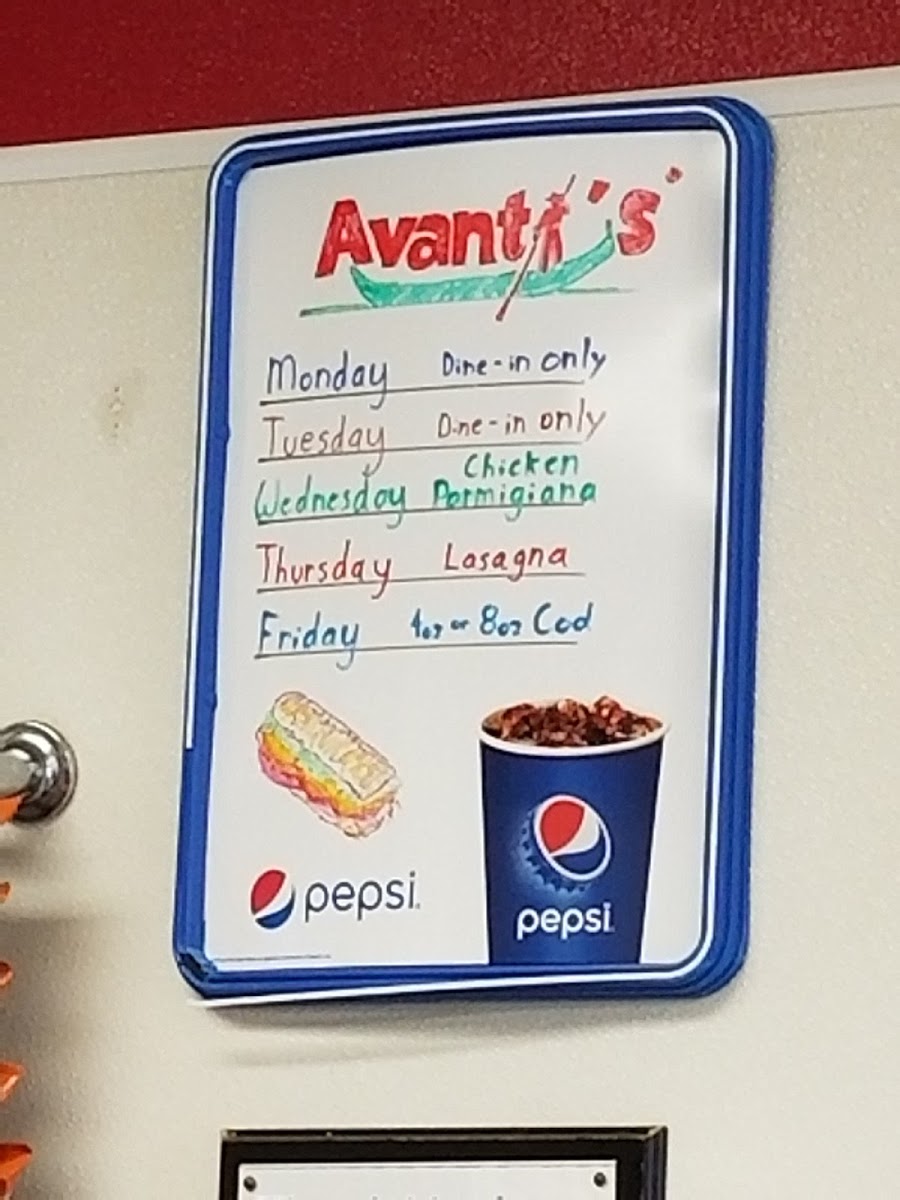 Avanti's
Monday Dine-in only
Tuesday Dine-in only
Chicken
Wednesday Parmigiana
Thursday Lasagna
Friday 4oz or 8oz Cod
pepsi
pepsi